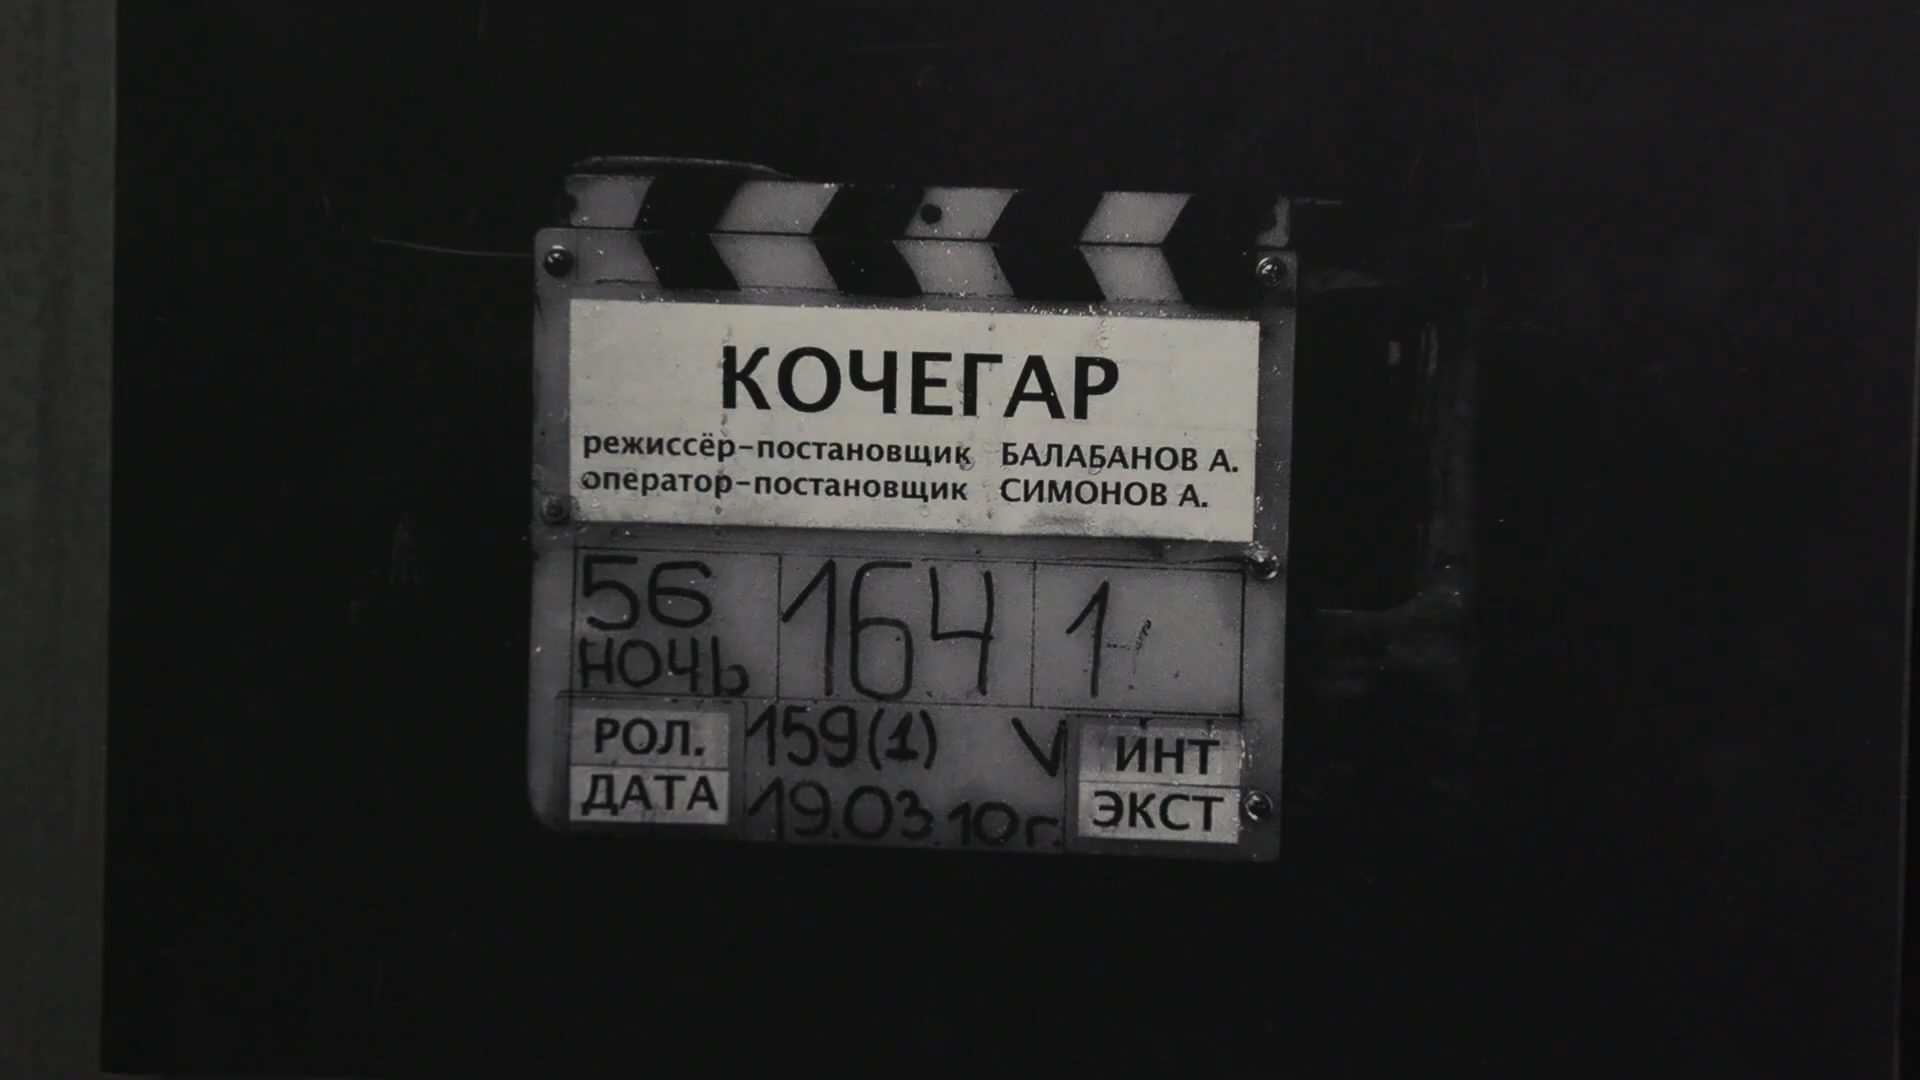 КОЧЕГАР
режиссёр-постановщик БАЛАБАНОВ А.
оператор-постановщик СИМОНОВ А.
56 164 1
НОЧЬ
РОЛ. 159(1) V ИНТ
ДАТА 19.03.10г. ЭКСТ